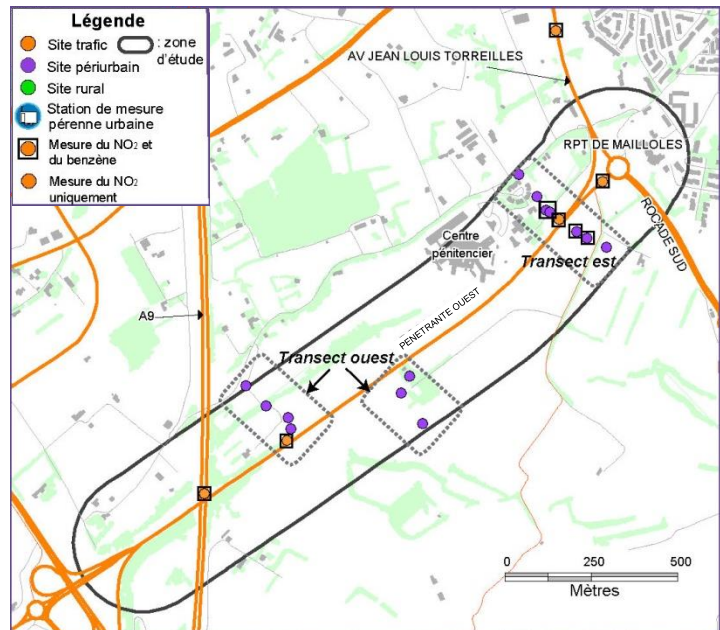 Légende
Site trafic
: zone
d'étude
Site périurbain
Site rural
Station de mesure
pérenne urbaine
Mesure du NO2 et
du benzène
Mesure du NO2
uniquement
AV JEAN LOUIS TORREILLES
RPT DE MAILLOLES
ROCADE SUD
Centre
pénitencier
Transect est
PENETRANTE OUEST
A9
Transect ouest
0 250 500
Mètres